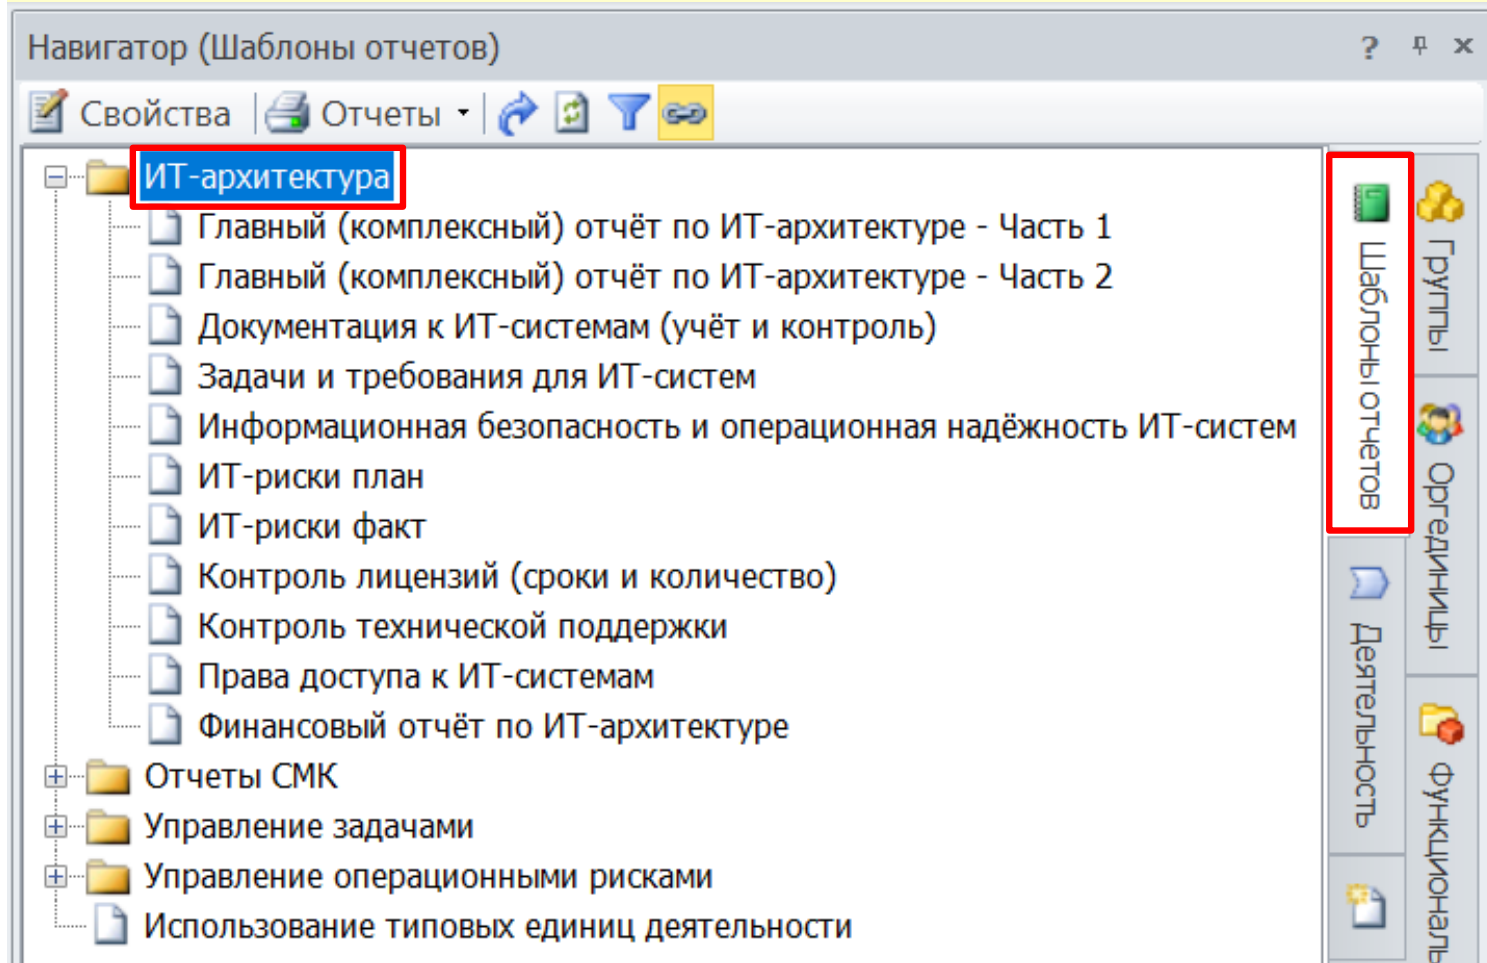 Навигатор (Шаблоны отчетов)
Свойства Отчеты
ИТ-архитектура
Главный (комплексный) отчёт по ИТ-архитектуре - Часть 1
Главный (комплексный) отчёт по ИТ-архитектуре - Часть 2
Документация к ИТ-системам (учёт и контроль)
Задачи и требования для ИТ-систем
Информационная безопасность и операционная надёжность ИТ-систем
ИТ-риски план
ИТ-риски факт
Контроль лицензий (сроки и количество)
Контроль технической поддержки
Права доступа к ИТ-системам
Финансовый отчёт по ИТ-архитектуре
Отчеты СМК
Управление задачами
Управление операционными рисками
Использование типовых единиц деятельности
Шаблоны отчетов
Деятельность
Группы
Оргединицы
Функциональ